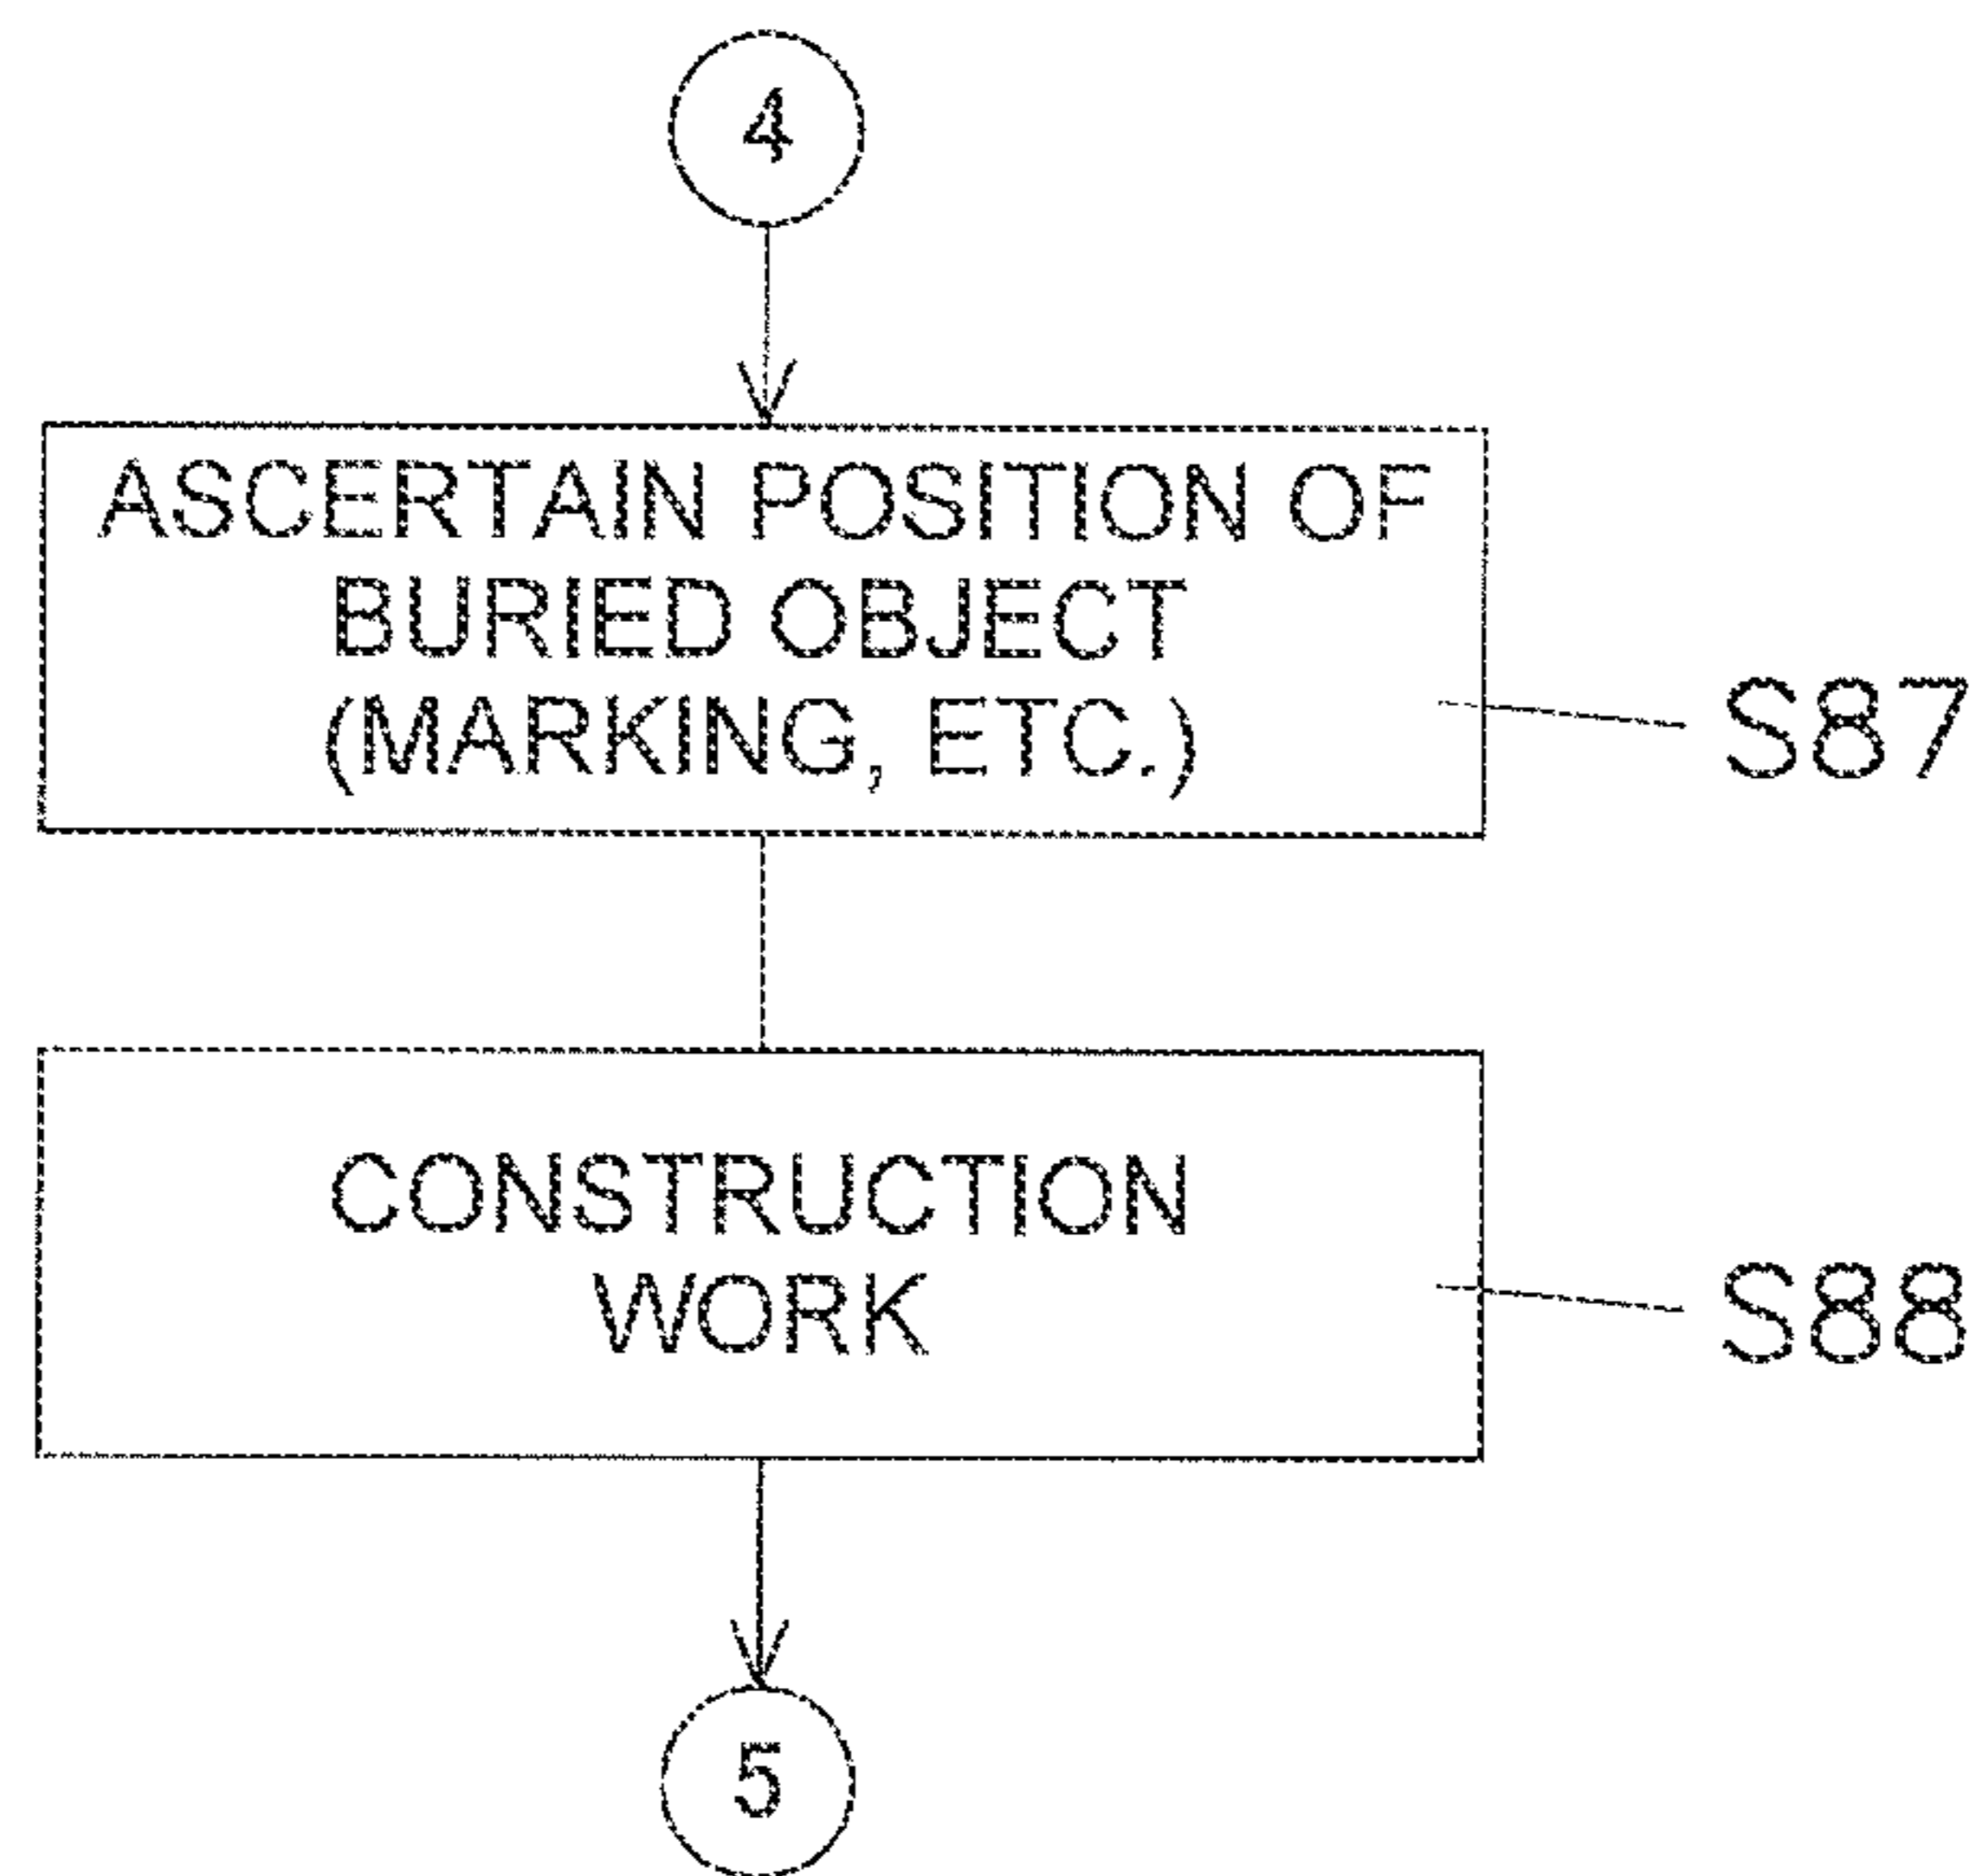 4
ASCERTAIN POSITION OF
BURIED OBJECT
(MARKING, ETC.)
S87
CONSTRUCTION
WORK
S88
5